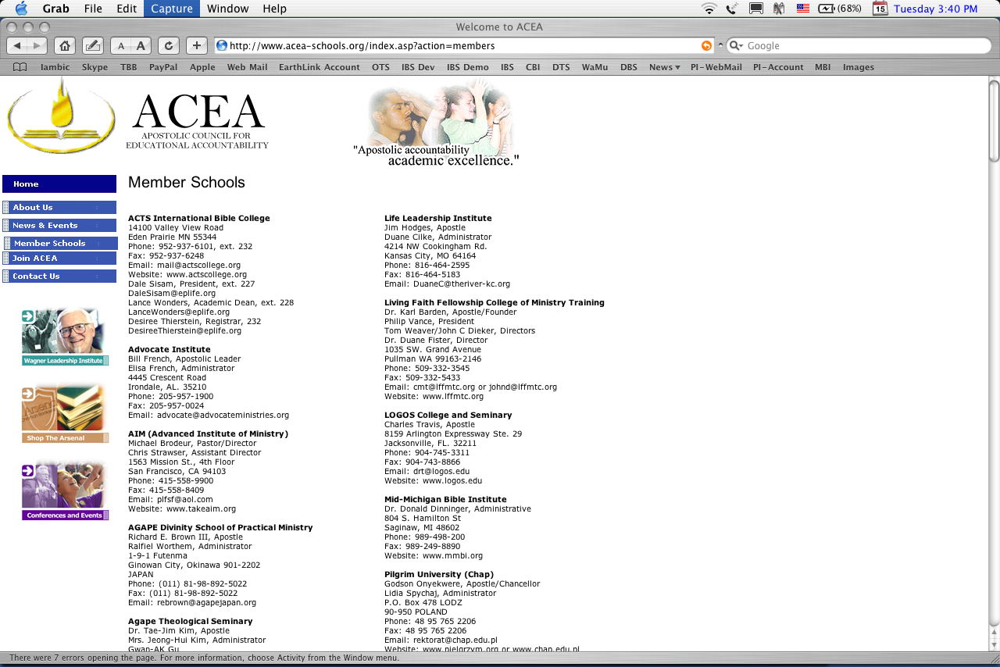 Grab File Edit Capture Window Help (68%) 15 Tuesday 3:40 PM
Welcome to ACEA
A A http://www.acea-schools.org/index.asp?action=members Google
Iambic Skype TBB PayPal Apple Web Mail EarthLink Account OTS IBS Dev IBS Demo IBS CBI DTS WaMu DBS News PI-WebMail PI-Account MBI Images
ACEA
APOSTOLIC COUNCIL FOR
EDUCATIONAL ACCOUNTABILITY
"Apostolic accountability
academic excellence."
Home
About Us
News & Events
Member Schools
Join ACEA
Contact Us
Wagner Leadership Institute
Shop The Arsenal
Conferences and Events
Member Schools
ACTS International Bible College
14100 Valley View Road
Eden Prairie MN 55344
Phone: 952-937-6101, ext. 232
Fax: 952-937-6248
Email: mail@actscollege.org
Website: www.actscollege.org
Dale Sisam, President, ext. 227
DaleSisam@eplife.org
Lance Wonders, Academic Dean, ext. 228
LanceWonders@eplife.org
Desiree Thierstein, Registrar, 232
DesireeThierstein@eplife.org
Advocate Institute
Bill French, Apostolic Leader
Elisa French, Administrator
4445 Crescent Road
Irondale, AL. 35210
Phone: 205-957-1900
Fax: 205-957-0024
Email: advocate@advocateministries.org
AIM (Advanced Institute of Ministry)
Michael Brodeur, Pastor/Director
Chris Strawser, Assistant Director
1563 Mission St., 4th Floor
San Francisco, CA 94103
Phone: 415-558-9900
Fax: 415-558-8409
Email: plfsf@aol.com
Website: www.takeaim.org
AGAPE Divinity School of Practical Ministry
Richard E. Brown III, Apostle
Ralfiel Worthem, Administrator
1-9-1 Futenma
Ginowan City, Okinawa 901-2202
JAPAN
Phone: (011) 81-98-892-5022
Fax: (011) 81-98-892-5022
Email: rebrown@agapejapan.org
Agape Theological Seminary
Dr. Tae-Jim Kim, Apostle
Mrs. Jeong-Hui Kim, Administrator
Gwan-AK Gu
Life Leadership Institute
Jim Hodges, Apostle
Duane Cilke, Administrator
4214 NW Cookingham Rd.
Kansas City, MO 64164
Phone: 816-464-2595
Fax: 816-464-5183
Email: DuaneC@theriver-kc.org
Living Faith Fellowship College of Ministry Training
Dr. Karl Barden, Apostle/Founder
Philip Vance, President
Tom Weaver/John C Dieker, Directors
Dr. Duane Fister, Director
1035 SW. Grand Avenue
Pullman WA 99163-2146
Phone: 509-332-3545
Fax: 509-332-5433
Email: cmt@lffmtc.org or johnd@lffmtc.org
Website: www.lffmtc.org
LOGOS College and Seminary
Charles Travis, Apostle
8159 Arlington Expressway Ste. 29
Jacksonville, FL. 32211
Phone: 904-745-3311
Fax: 904-743-8866
Email: drt@logos.edu
Website: www.logos.edu
Mid-Michigan Bible Institute
Dr. Donald Dinninger, Administrative
804 S. Hamilton St
Saginaw, MI 48602
Phone: 989-498-200
Fax: 989-249-8890
Website: www.mmbi.org
Pilgrim University (Chap)
Godson Onyekwere, Apostle/Chancellor
Lidia Spychaj, Administrator
P.O. Box 478 LODZ
90-950 POLAND
Phone: 48 95 765 2206
Fax: 48 95 765 2206
Email: rektorat@chap.edu.pl
Website: www.pielgrzym.org or www.chap.edu.pl
There were 7 errors opening the page. For more information, choose Activity from the Window menu.